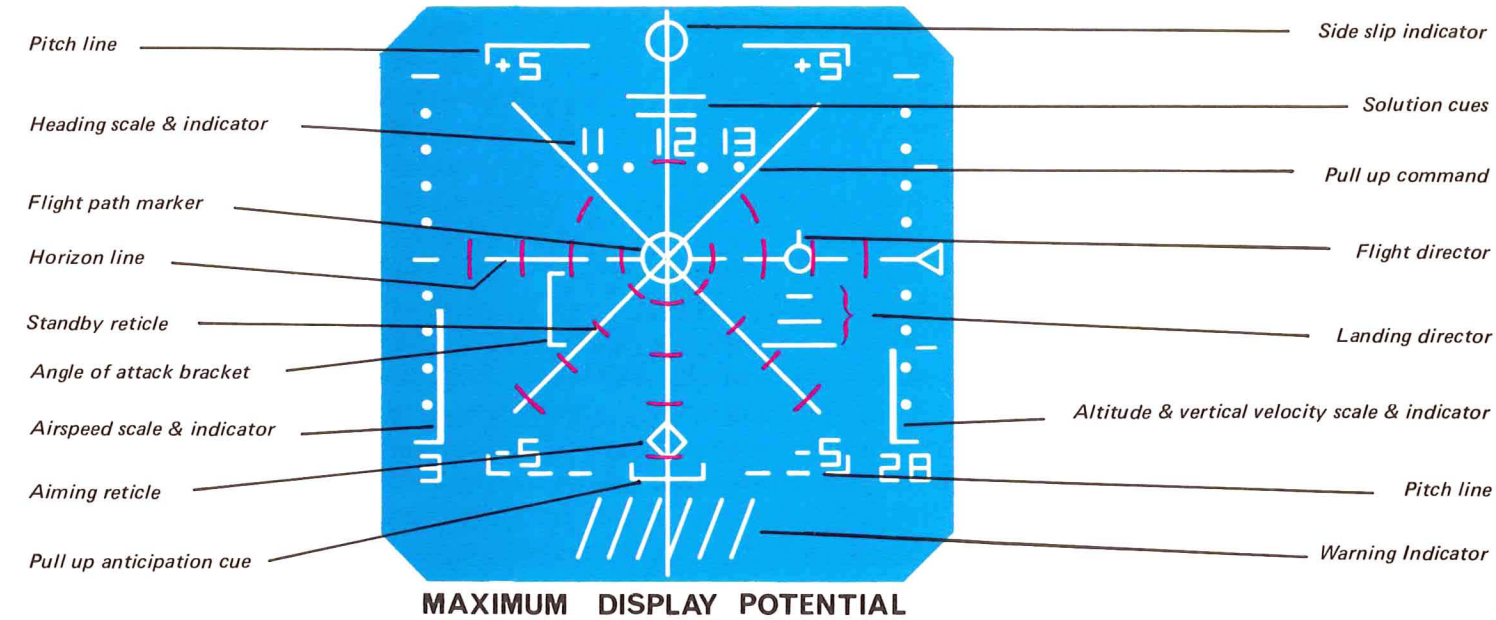 Pitch line
Heading scale & indicator
Flight path marker
Horizon line
Standby reticle
Angle of attack bracket
Airspeed scale & indicator
Aiming reticle
Pull up anticipation cue
+5 +5
11 12 13
-5 -5
3 2A
Side slip indicator
Solution cues
Pull up command
Flight director
Landing director
Altitude & vertical velocity scale & indicator
Pitch line
Warning Indicator
MAXIMUM DISPLAY POTENTIAL